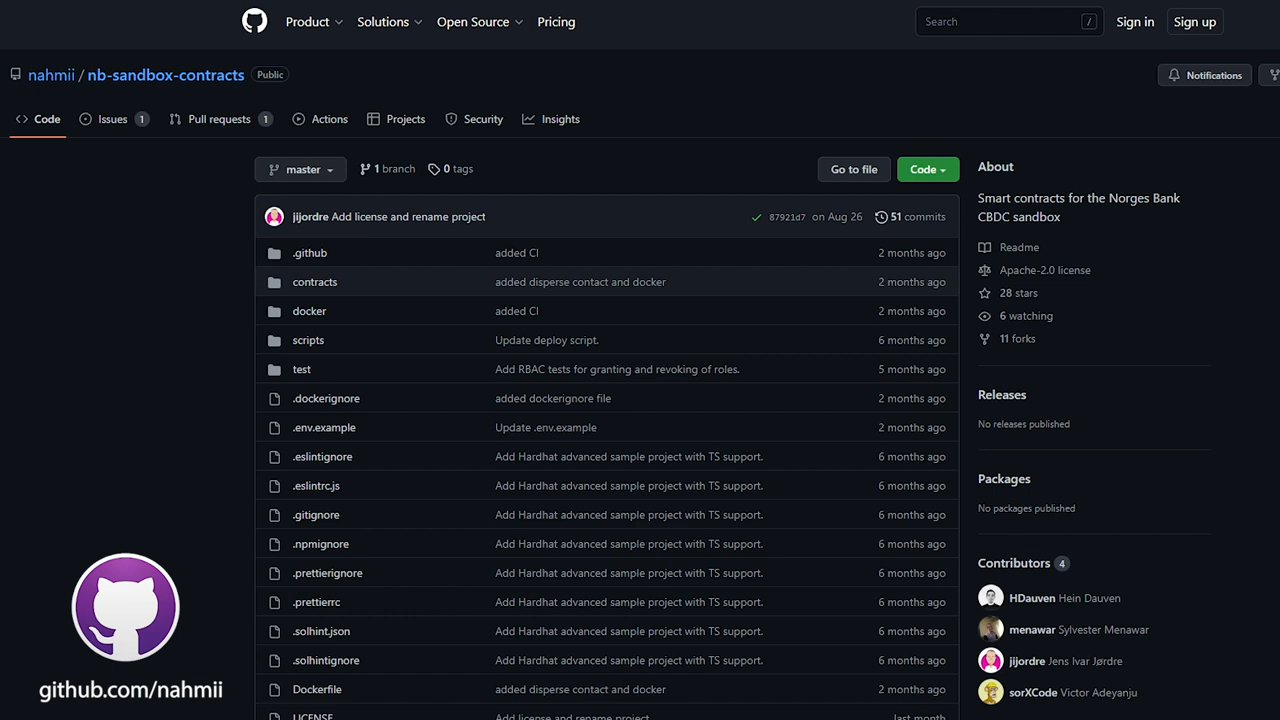 Product Solutions Open Source Pricing Search / Sign in Sign up
nahmii / nb-sandbox-contracts Public Notifications
Code Issues 1 Pull requests 1 Actions Projects Security Insights
master 1 branch 0 tags Go to file Code
jijordre Add license and rename project 87921d7 on Aug 26 51 commits
.github added CI 2 months ago
contracts added disperse contact and docker 2 months ago
docker added CI 2 months ago
scripts Update deploy script. 6 months ago
test Add RBAC tests for granting and revoking of roles. 5 months ago
.dockerignore added dockerignore file 2 months ago
.env.example Update .env.example 2 months ago
.eslintignore Add Hardhat advanced sample project with TS support. 6 months ago
.eslintrc.js Add Hardhat advanced sample project with TS support. 6 months ago
.gitignore Add Hardhat advanced sample project with TS support. 6 months ago
.npmignore Add Hardhat advanced sample project with TS support. 6 months ago
.prettierignore Add Hardhat advanced sample project with TS support. 6 months ago
.prettierrc Add Hardhat advanced sample project with TS support. 6 months ago
.solhint.json Add Hardhat advanced sample project with TS support. 6 months ago
.solhintignore Add Hardhat advanced sample project with TS support. 6 months ago
Dockerfile added disperse contact and docker 2 months ago
LICENSE Add license and rename project last month
About
Smart contracts for the Norges Bank
CBDC sandbox
Readme
Apache-2.0 license
28 stars
6 watching
11 forks
Releases
No releases published
Packages
No packages published
Contributors 4
HDauven Hein Dauven
menawar Sylvester Menawar
jijordre Jens Ivar Jørdre
sorXCode Victor Adeyanju
github.com/nahmii